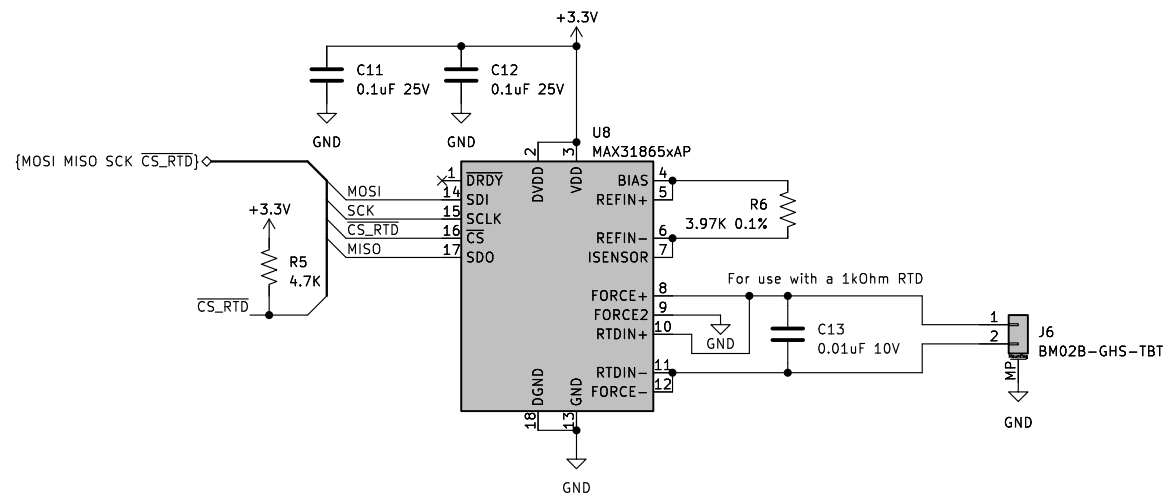 +3.3V
C11
0.1uF 25V
C12
0.1uF 25V
GND
GND
U8
MAX31865xAP
{MOSI MISO SCK CS_RTD}
2
3
DVDD
VDD
1
DRDY
MOSI
14
SDI
SCK
15
SCLK
CS_RTD
16
CS
MISO
17
SDO
BIAS
4
REFIN+
5
REFIN-
6
ISENSOR
7
R6
3.97K 0.1%
+3.3V
R5
4.7K
CS_RTD
For use with a 1kOhm RTD
FORCE+
8
FORCE2
9
RTDIN+
10
GND
RTDIN-
11
FORCE-
12
C13
0.01uF 10V
1
2
J6
BM02B-GHS-TBT
MP
GND
DGND
GND
18
13
GND